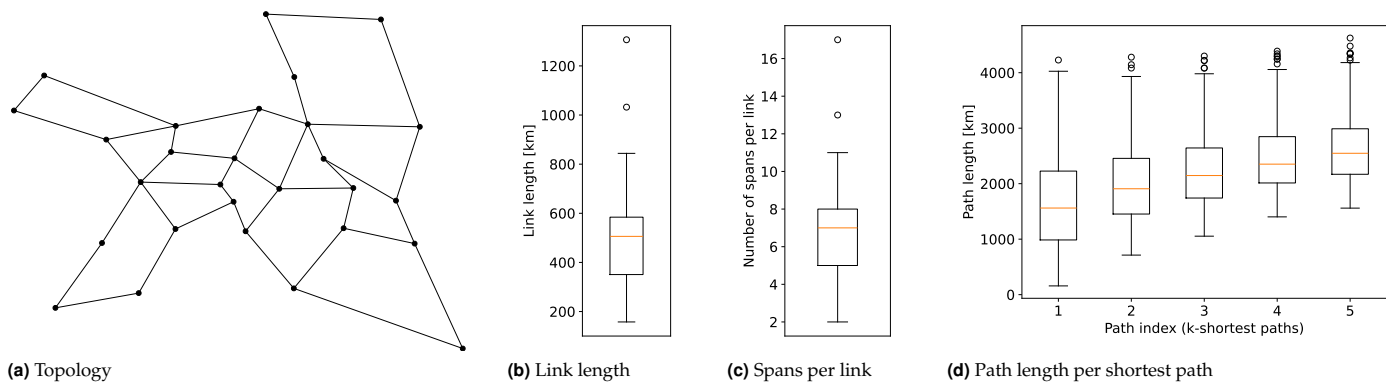 Link length [km]
1200
1000
800
600
400
200
Number of spans per link
16
14
12
10
8
6
4
2
Path length [km]
4000
3000
2000
1000
0
1 2 3 4 5
Path index (k-shortest paths)
(a) Topology
(b) Link length
(c) Spans per link
(d) Path length per shortest path